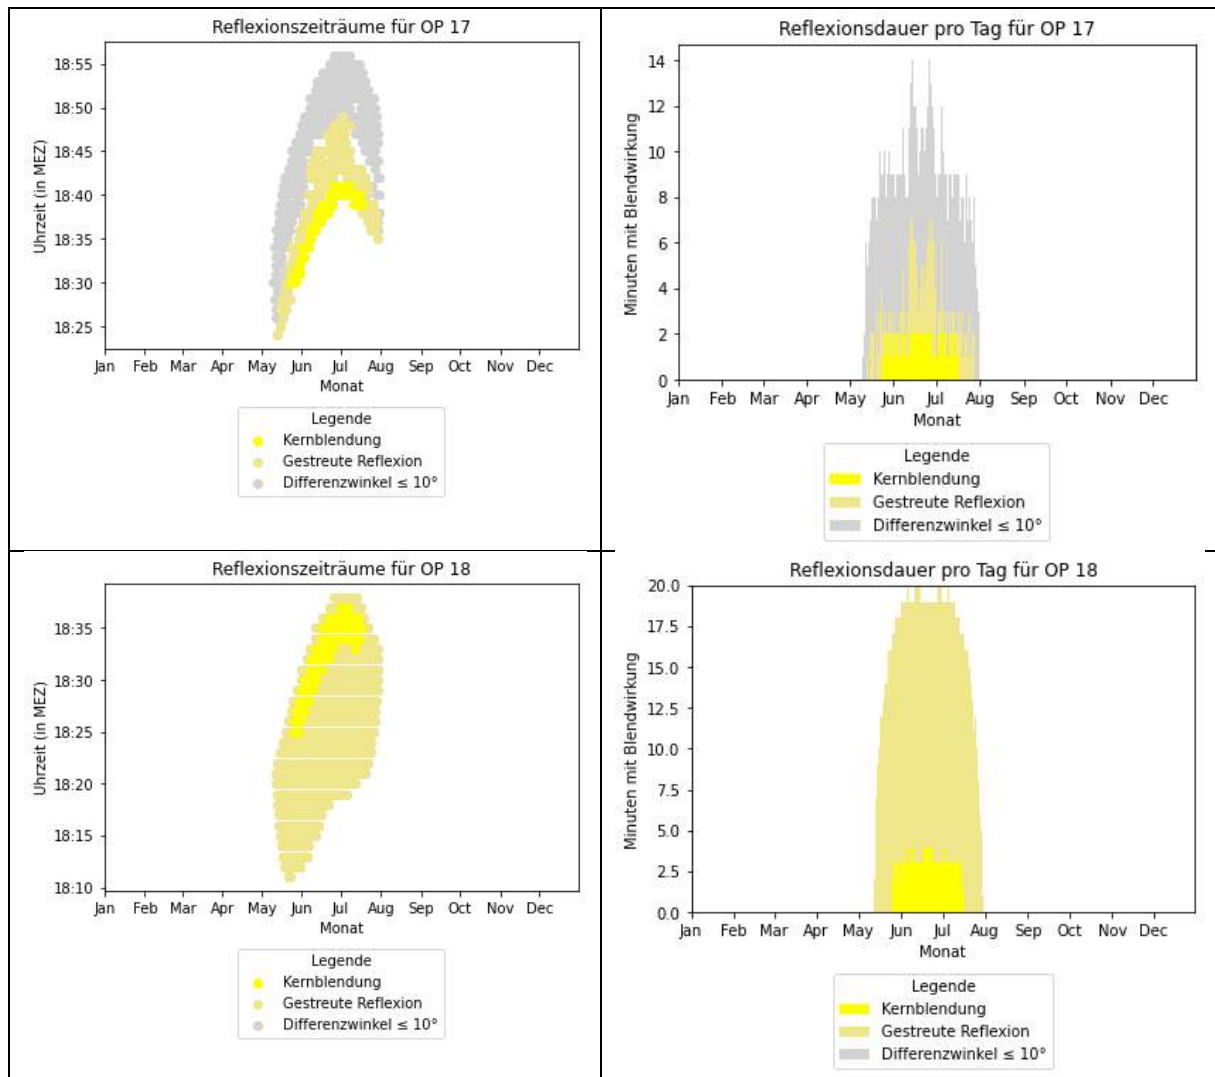 Reflexionszeiträume für OP 17
Uhrzeit (in MEZ)
18:55
18:50
18:45
18:40
18:35
18:30
18:25
Jan Feb Mar Apr May Jun Jul Aug Sep Oct Nov Dec
Monat
Legende
Kernblendung
Gestreute Reflexion
Differenzwinkel ≤ 10°
Reflexionsdauer pro Tag für OP 17
Minuten mit Blendwirkung
14
12
10
8
6
4
2
0
Jan Feb Mar Apr May Jun Jul Aug Sep Oct Nov Dec
Monat
Legende
Kernblendung
Gestreute Reflexion
Differenzwinkel ≤ 10°
Reflexionszeiträume für OP 18
Uhrzeit (in MEZ)
18:35
18:30
18:25
18:20
18:15
18:10
Jan Feb Mar Apr May Jun Jul Aug Sep Oct Nov Dec
Monat
Legende
Kernblendung
Gestreute Reflexion
Differenzwinkel ≤ 10°
Reflexionsdauer pro Tag für OP 18
Minuten mit Blendwirkung
20.0
17.5
15.0
12.5
10.0
7.5
5.0
2.5
0.0
Jan Feb Mar Apr May Jun Jul Aug Sep Oct Nov Dec
Monat
Legende
Kernblendung
Gestreute Reflexion
Differenzwinkel ≤ 10°